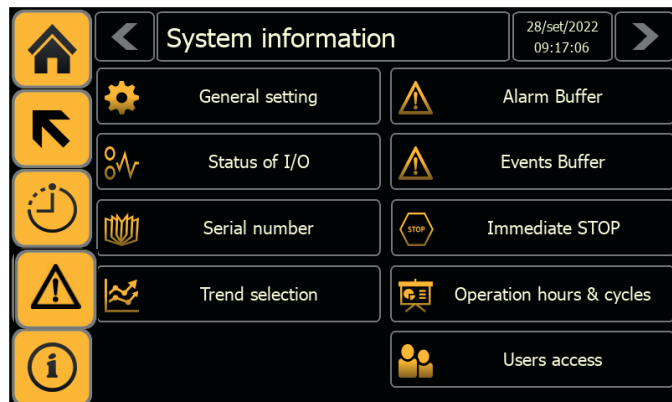 System information
28/set/2022
09:17:06
General setting
Alarm Buffer
Status of I/O
Events Buffer
Serial number
STOP
Immediate STOP
Trend selection
Operation hours & cycles
Users access